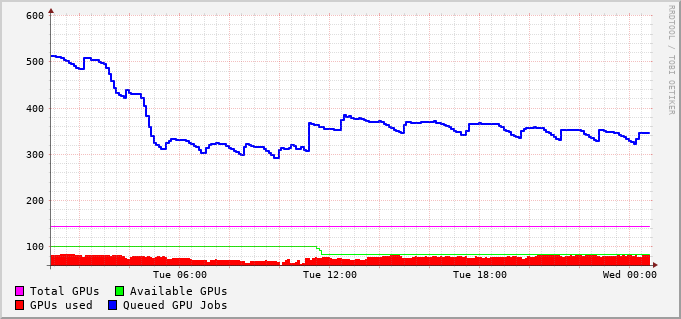 600
500
400
300
200
100
Tue 06:00 Tue 12:00 Tue 18:00 Wed 00:00
Total GPUs Available GPUs
GPUs used Queued GPU Jobs
RRDTOOL / TOBI OETIKER